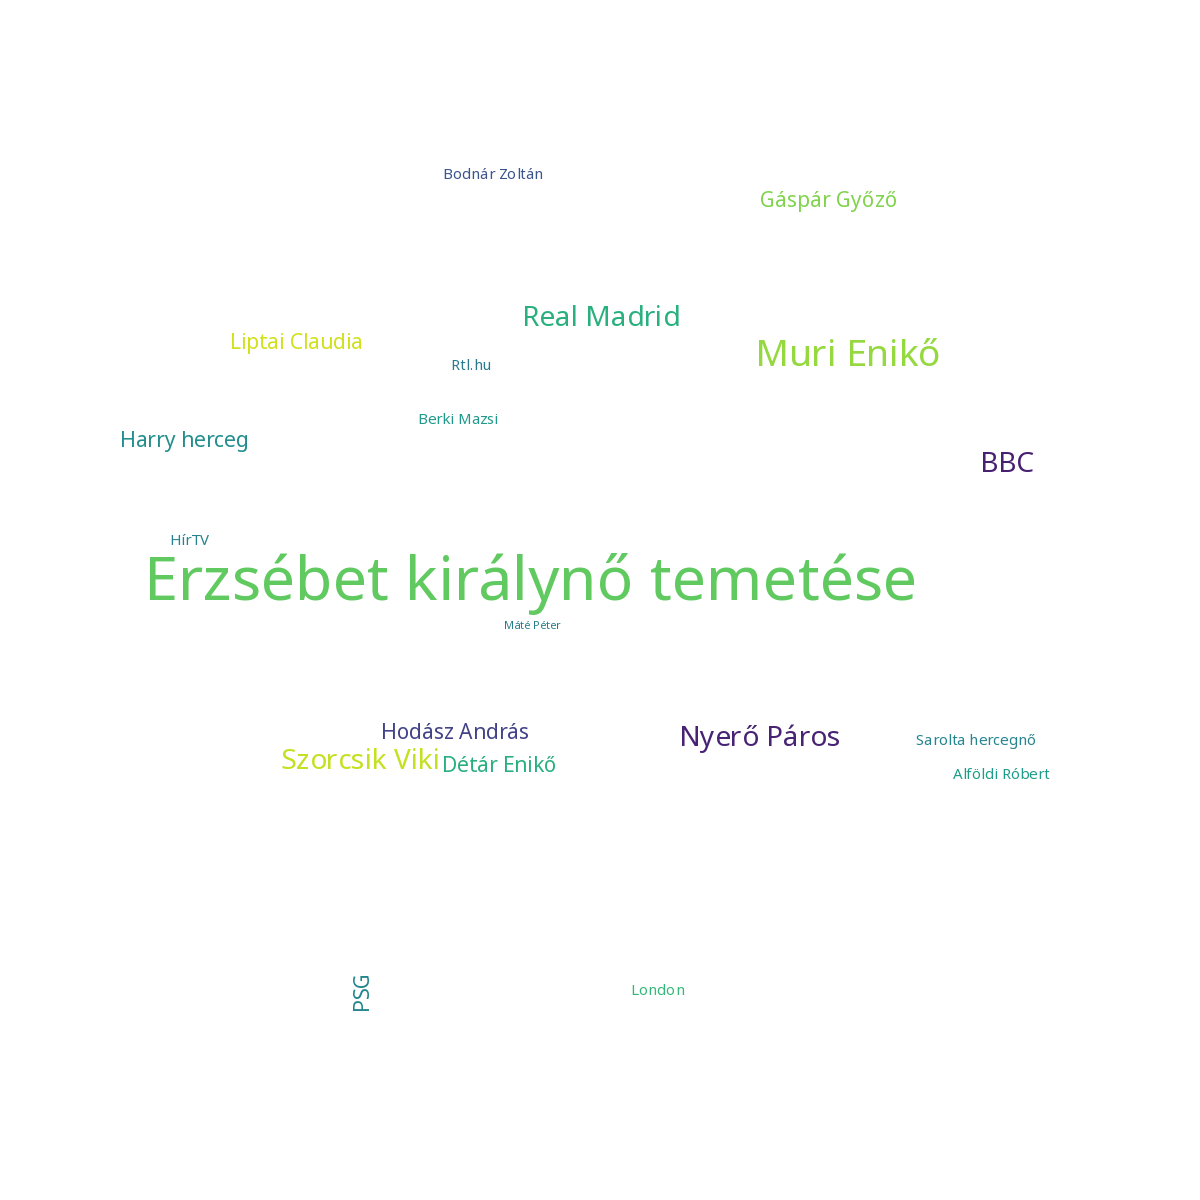 Bodnár Zoltán
Gáspár Győző
Real Madrid
Liptai Claudia
Muri Enikő
Rtl.hu
Berki Mazsi
Harry herceg
BBC
HírTV
Erzsébet királynő temetése
Máté Péter
Hodász András
Nyerő Páros
Sarolta hercegnő
Szorcsik Viki
Détár Enikő
Alföldi Róbert
PSG
London